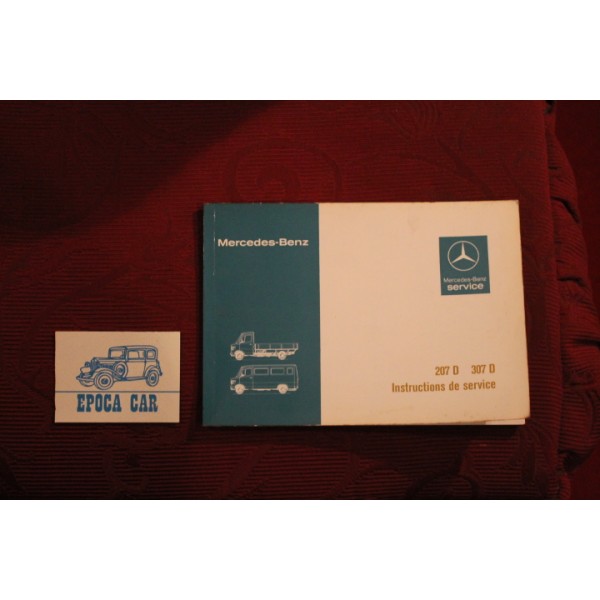 Mercedes-Benz
Mercedes-Benz
service
207 D 307 D
Instructions de service
EPOCA CAR